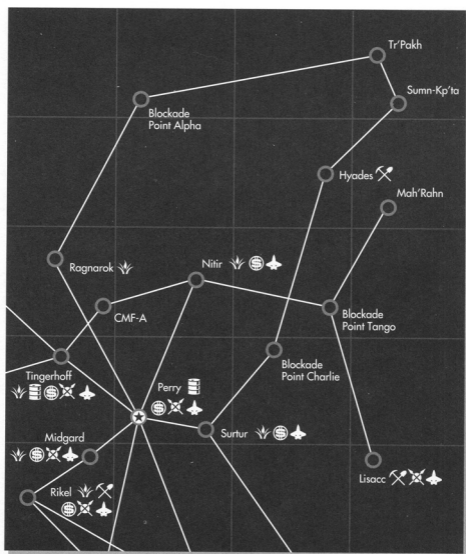 Tr'Pakh
Sumn-Kp'ta
Blockade
Point Alpha
Hyades
Mah'Rahn
Ragnarok
Nitir
CMF-A
Blockade
Point Tango
Tingerhoff
Blockade
Point Charlie
Perry
Surtur
Midgard
Lisacc
Rikel